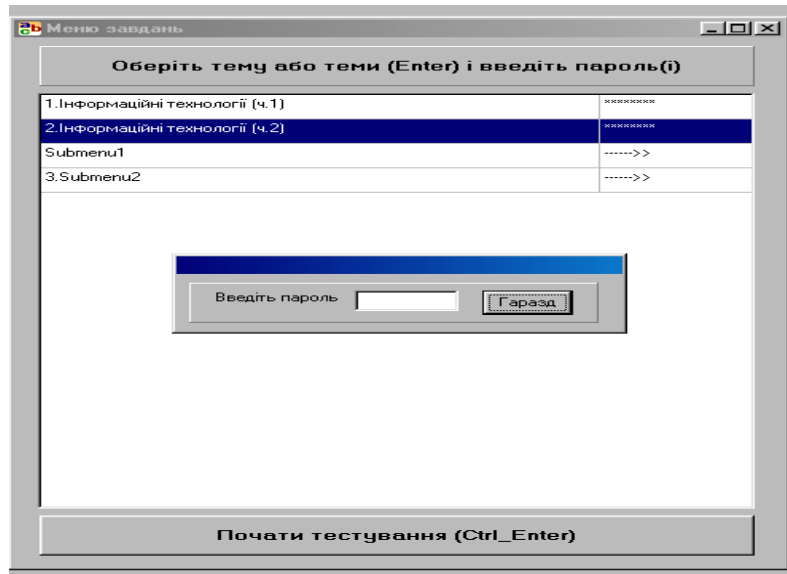 Меню завдань
Оберіть тему або теми (Enter) і введіть пароль(і)
1.Інформаційні технології (ч.1) ********
2.Інформаційні технології (ч.2) ********
Submenu1 ------>>
3.Submenu2 ------>>
Введіть пароль Гаразд
Почати тестування (Ctrl_Enter)